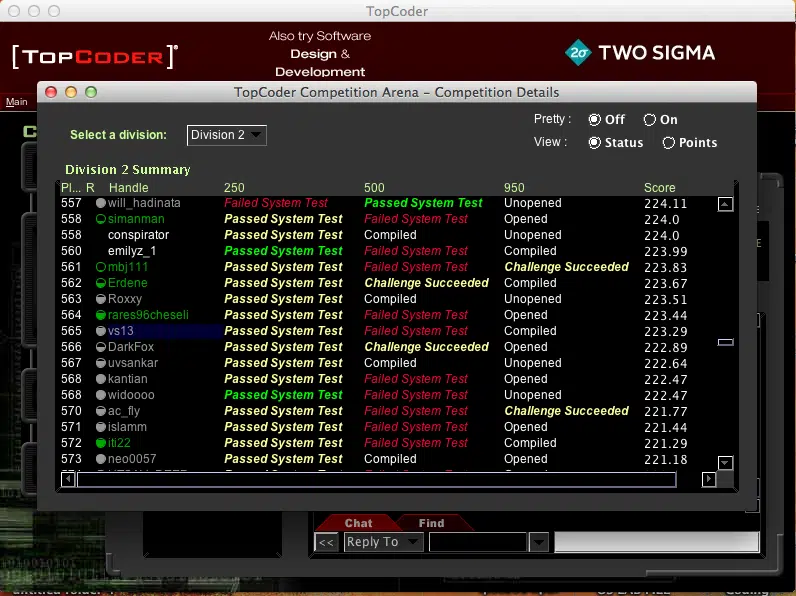 TopCoder
Also try Software
Design &
Development
[TOPCODER]®
2σ TWO SIGMA
Main
TopCoder Competition Arena – Competition Details
Select a division: Division 2
Pretty : Off On
View : Status Points
Division 2 Summary
Pl... R Handle 250 500 950 Score
557 will_hadinata Failed System Test Passed System Test Unopened 224.11
558 simanman Passed System Test Failed System Test Opened 224.0
558 conspirator Passed System Test Compiled Unopened 224.0
560 emilyz_1 Passed System Test Failed System Test Compiled 223.99
561 mbj111 Passed System Test Failed System Test Challenge Succeeded 223.83
562 Erdene Passed System Test Challenge Succeeded Compiled 223.67
563 Roxxy Passed System Test Compiled Unopened 223.51
564 rares96cheseli Passed System Test Failed System Test Opened 223.44
565 vs13 Passed System Test Failed System Test Compiled 223.29
566 DarkFox Passed System Test Challenge Succeeded Opened 222.89
567 uvsankar Passed System Test Compiled Unopened 222.64
568 kantian Passed System Test Failed System Test Opened 222.47
568 widoooo Passed System Test Failed System Test Unopened 222.47
570 ac_fly Passed System Test Failed System Test Challenge Succeeded 221.77
571 islamm Passed System Test Failed System Test Opened 221.44
572 iti22 Passed System Test Failed System Test Compiled 221.29
573 neo0057 Passed System Test Compiled Opened 221.18
Chat Find
<< Reply To